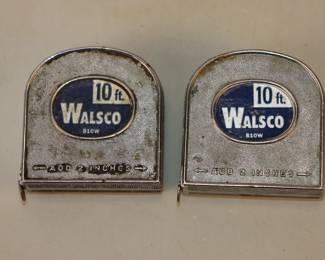 10 ft.
WALSCO
810W
ADD 2 INCHES
10 ft.
WALSCO
810W
ADD 2 INCHES